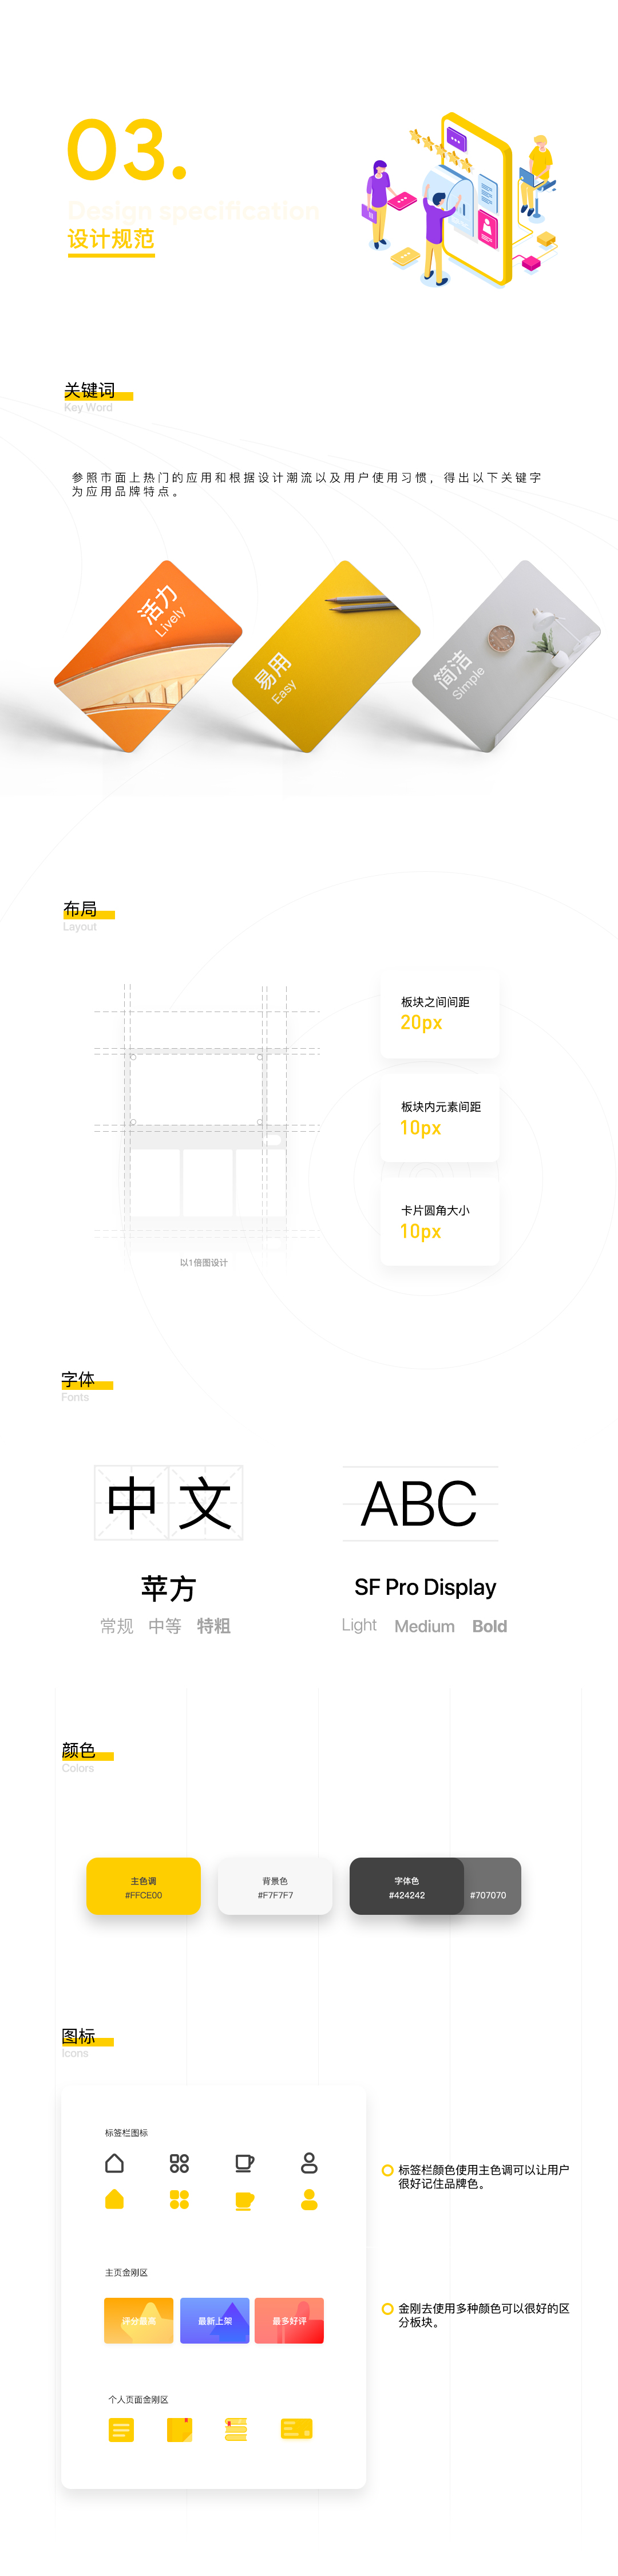 03.
Design specification
设计规范
关键词
Key Word
参照市面上热门的应用和根据设计潮流以及用户使用习惯，得出以下关键字
为应用品牌特点。
活力
Lively
易用
Easy
简洁
Simple
布局
Layout
板块之间间距
20px
板块内元素间距
10px
卡片圆角大小
10px
以1倍图设计
字体
Fonts
中文
ABC
苹方
SF Pro Display
常规 中等 特粗
Light Medium Bold
颜色
Colors
主色调
#FFCE00
背景色
#F7F7F7
字体色
#424242
#707070
图标
Icons
标签栏图标
标签栏颜色使用主色调可以让用户
很好记住品牌色。
主页金刚区
评分最高
最新上架
最多好评
金刚去使用多种颜色可以很好的区
分板块。
个人页面金刚区